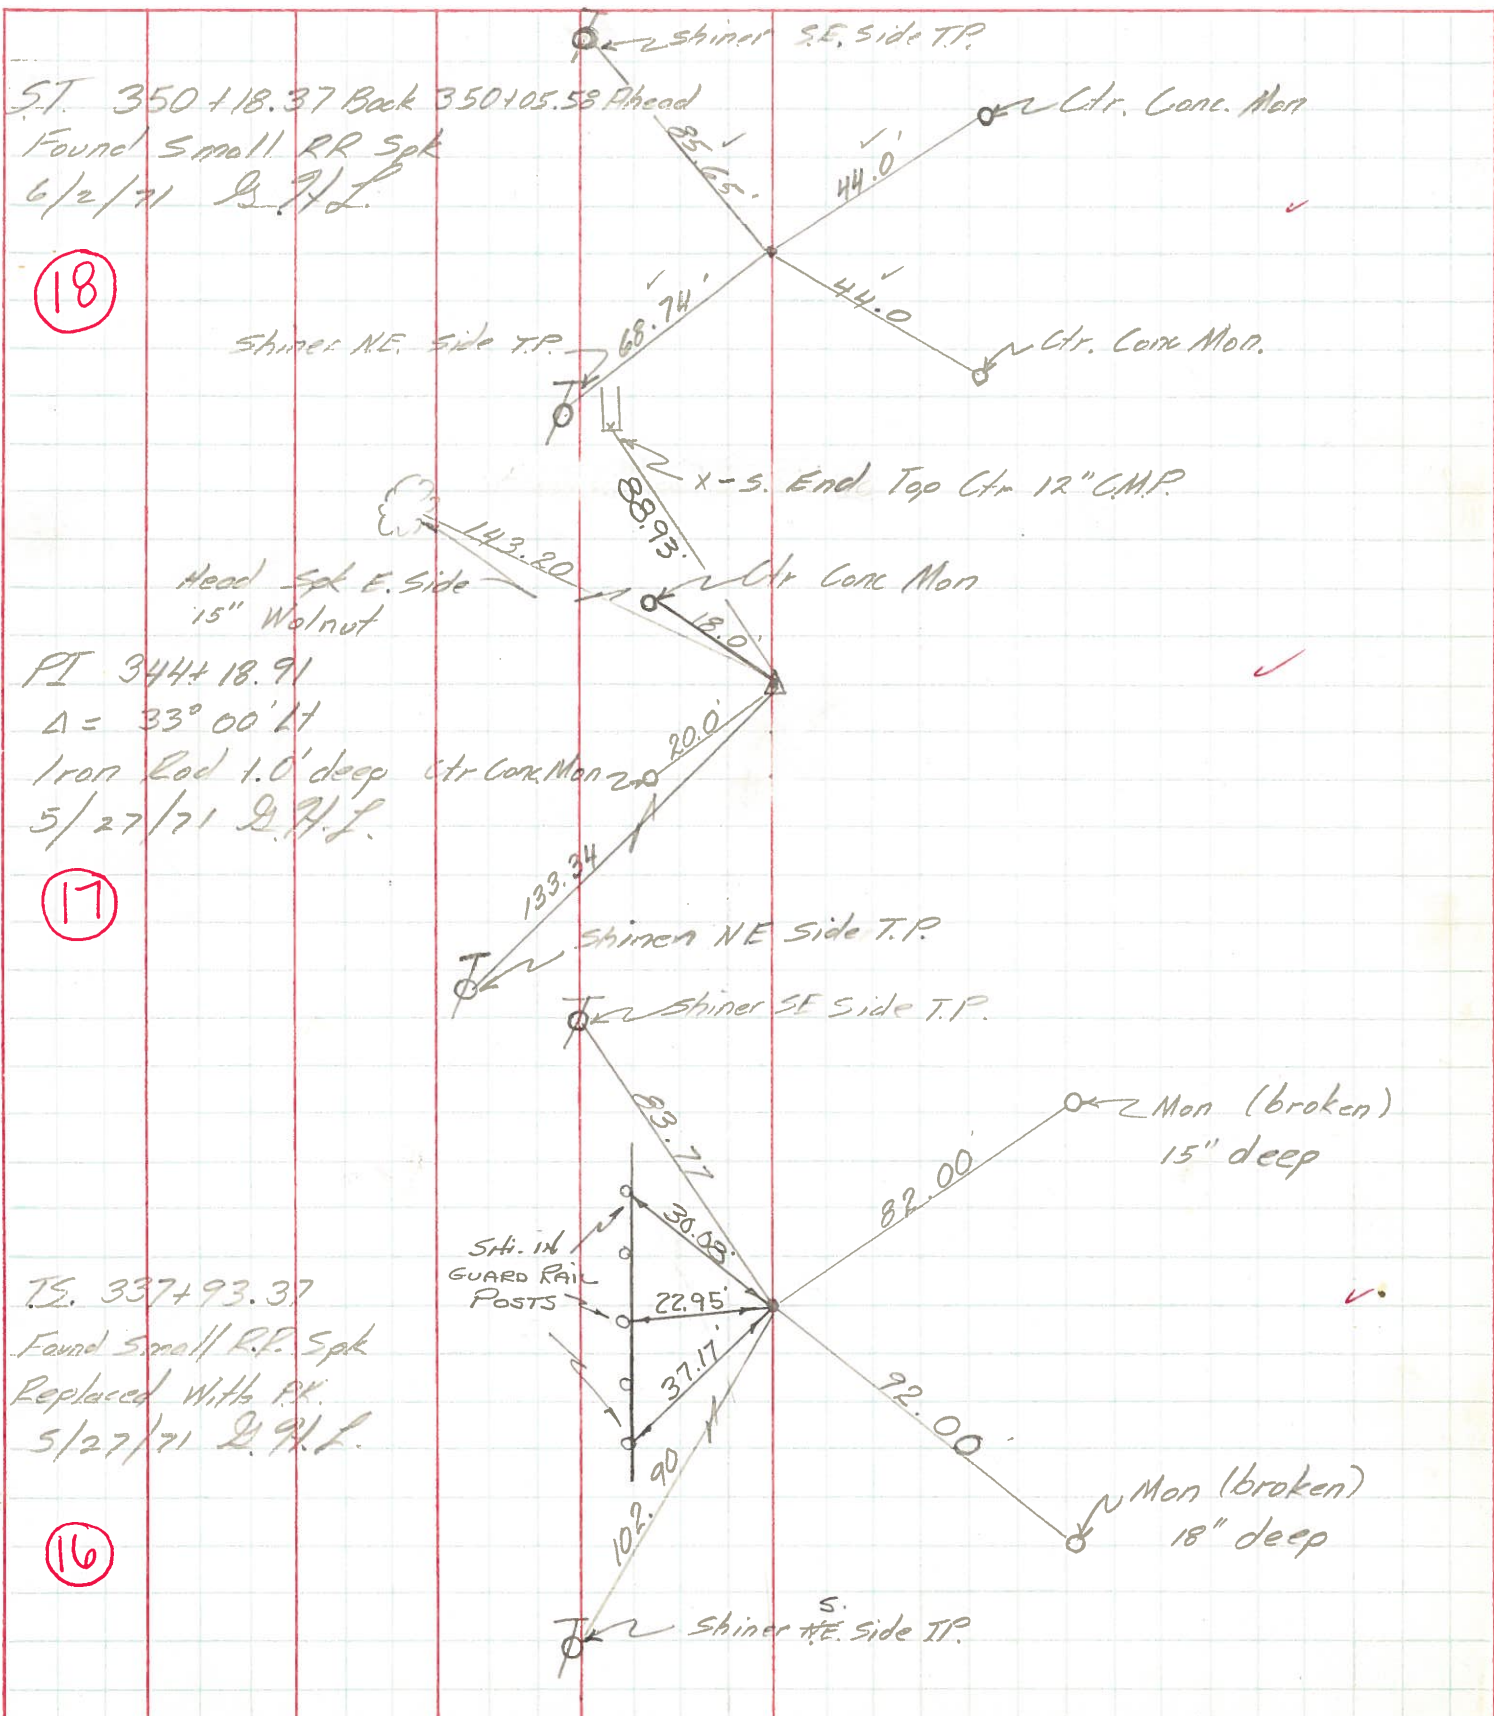 Shiner S.E. Side T.P.
S.T. 350+18.37 Back 350+05.58 Ahead
Found Small RR Spk
6/2/71 G.H.L.
18
85.65
44.0'
Ctr. Conc. Mon
68.74'
44.0
Shiner N.E. Side T.P.
Ctr. Conc Mon.
X-S. End Top Ctr 12" C.M.P.
88.93'
143.20
Head Spk E. Side
15" Walnut
Ctr Conc Mon
18.0'
PI 344+18.91
Δ = 33° 00' Lt
Iron Rod 1.0' deep
5/27/71 G.H.L.
17
20.0'
Ctr Conc. Mon
133.34
Shiner NE Side T.P.
Shiner SE Side T.P.
83.77
Mon (broken)
15" deep
82.00'
30.08'
SHI. IN
GUARD RAIL
POSTS
22.95'
37.17'
T.S. 337+93.37
Found Small R.R. Spk
Replaced With P.K.
5/27/71 G.H.L.
16
92.00
102.90
Mon (broken)
18" deep
S.
Shiner N.E. Side T.P.